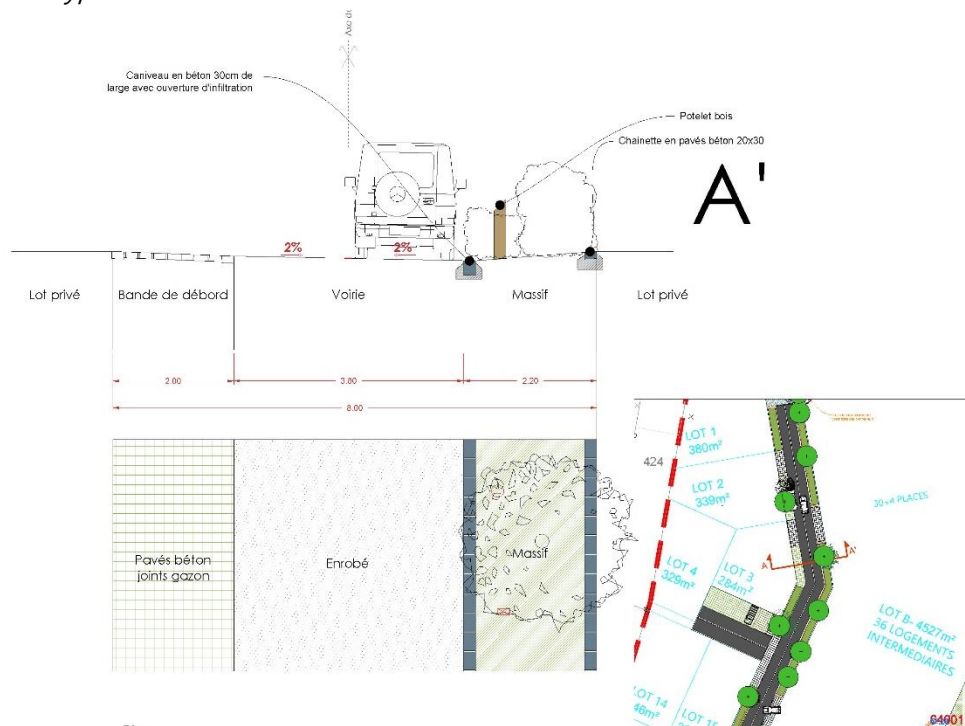 Axe de
Caniveau en béton 30cm de
large avec ouverture d'infiltration
Potelet bois
Chainette en pavés béton 20x30
A'
2%
2%
Lot privé
Bande de débord
Voirie
Massif
Lot privé
2.00
3.80
2.20
8.00
Pavés béton
joints gazon
Enrobé
Massif
LOT 1
380m²
424
LOT 2
339m²
30+4 PLACES
A
A'
LOT 4
329m²
LOT 3
284m²
LOT B- 4527m²
36 LOGEMENTS
INTERMEDIAIRES
LOT 14
46m²
LOT 15